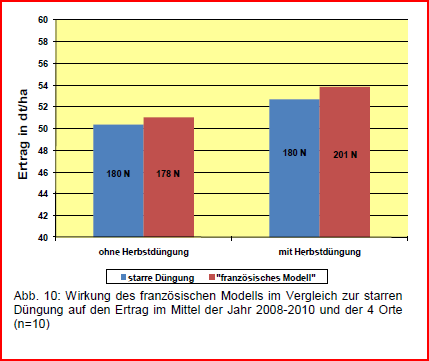 60
58
56
54
52
50
48
46
44
42
40
Ertrag in dt/ha
180 N
178 N
180 N
201 N
ohne Herbstdüngung
mit Herbstdüngung
starre Düngung
"französisches Modell"
Abb. 10: Wirkung des französischen Modells im Vergleich zur starren
Düngung auf den Ertrag im Mittel der Jahr 2008-2010 und der 4 Orte
(n=10)